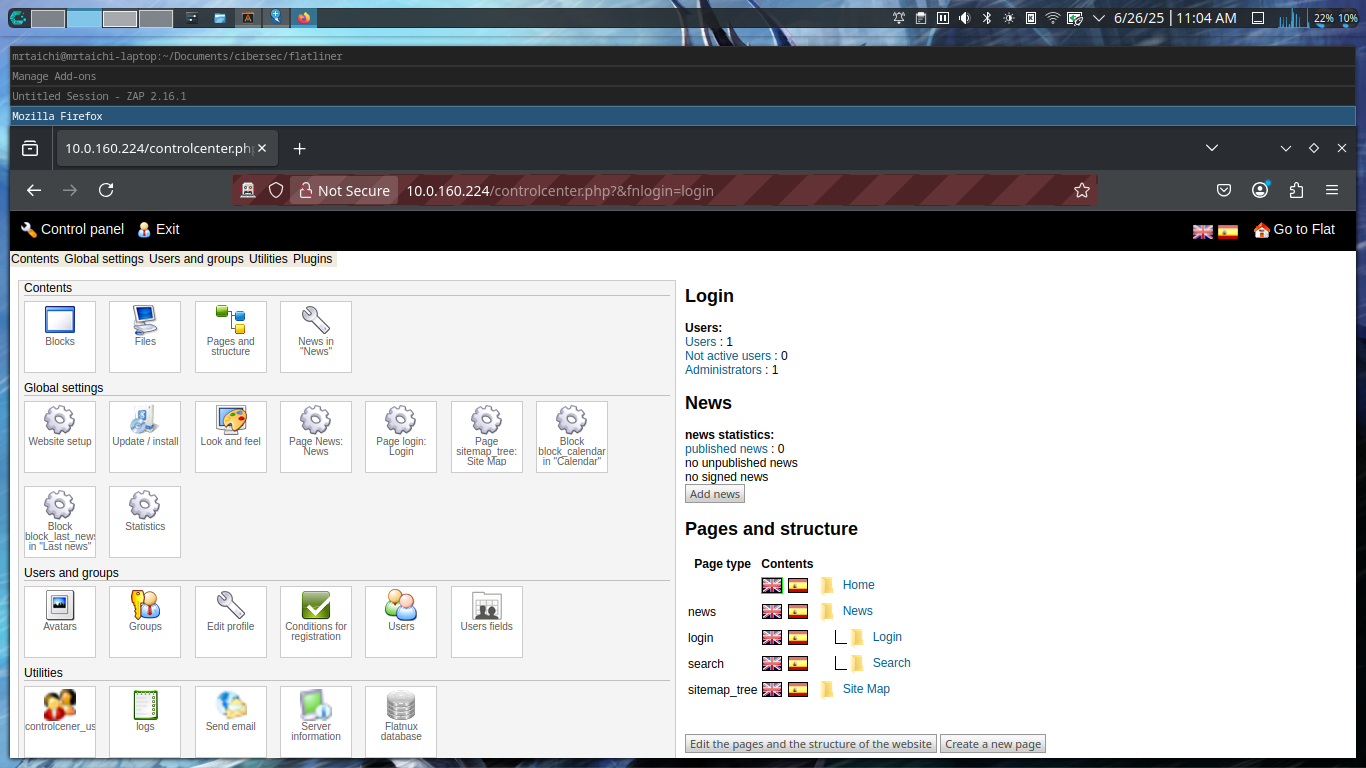 6/26/25 11:04 AM 22% 10%
mrtaichi@mrtaichi-laptop:~/Documents/cibersec/flatliner
Manage Add-ons
Untitled Session - ZAP 2.16.1
Mozilla Firefox
10.0.160.224/controlcenter.ph
Not Secure 10.0.160.224/controlcenter.php?&fnlogin=login
Control panel Exit Go to Flat
Contents Global settings Users and groups Utilities Plugins
Contents
Blocks
Files
Pages and
structure
News in
"News"
Global settings
Website setup
Update / install
Look and feel
Page News:
News
Page login:
Login
Page
sitemap_tree:
Site Map
Block
block_calendar
in "Calendar"
Block
block_last_news
in "Last news"
Statistics
Users and groups
Avatars
Groups
Edit profile
Conditions for
registration
Users
Users fields
Utilities
controlcener_us
logs
Send email
Server
information
Flatnux
database
Login
Users:
Users : 1
Not active users : 0
Administrators : 1
News
news statistics:
published news : 0
no unpublished news
no signed news
Add news
Pages and structure
Page type Contents
Home
news News
login Login
search Search
sitemap_tree Site Map
Edit the pages and the structure of the website Create a new page